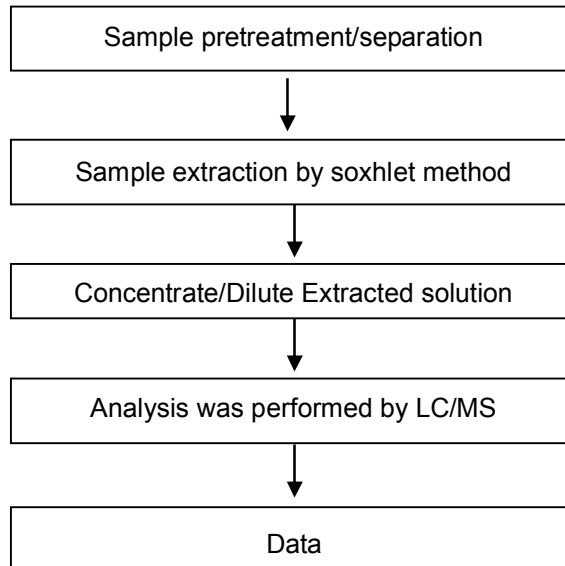 Sample pretreatment/separation
Sample extraction by soxhlet method
Concentrate/Dilute Extracted solution
Analysis was performed by LC/MS
Data